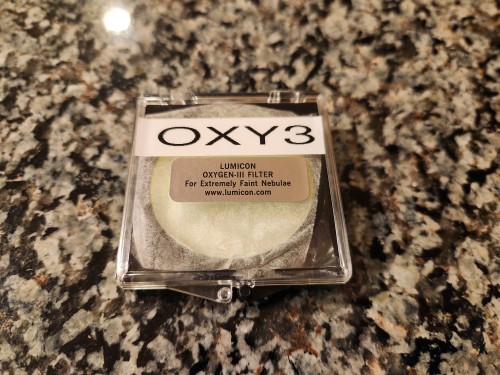 OXY3
LUMICON
OXYGEN-III FILTER
For Extremely Faint Nebulae
www.lumicon.com